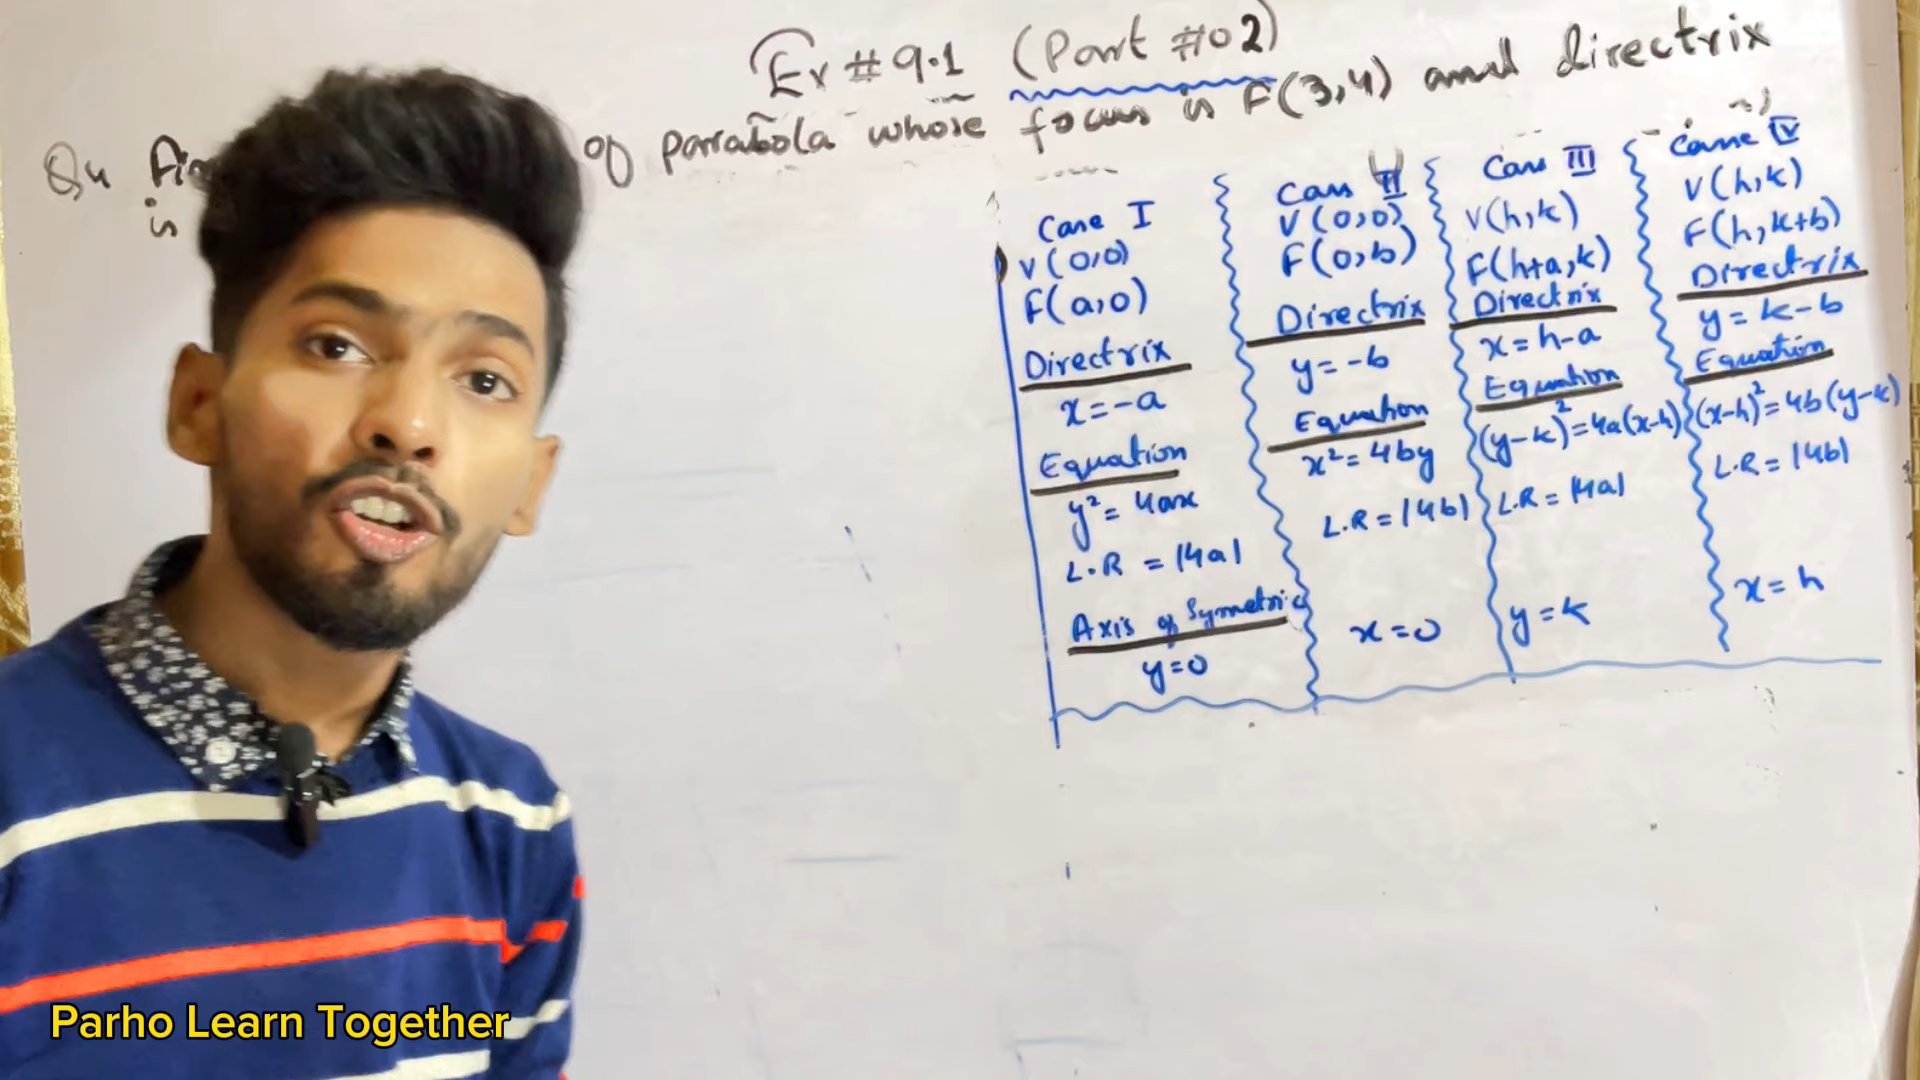 Ex # 9.1 (Part #02)
Q4 of parabola whose focus is F(3,4) and directrix
is
Case I
V(0,0)
F(a,0)
Directrix
x=-a
Equation
y²=4ax
L.R = |4a|
Axis of Symetric
y=0
Case II
V(0,0)
F(0,b)
Directrix
y=-b
Equation
x²=4by
L.R=|4b|
x=0
Case III
V(h,k)
F(h+a,k)
Directrix
x=h-a
Equation
(y-k)²=4a(x-h)
L.R=|4a|
y=k
Case IV
V(h,k)
F(h,k+b)
Directrix
y=k-b
Equation
(x-h)²=4b(y-k)
L.R=|4b|
x=h
Parho Learn Together